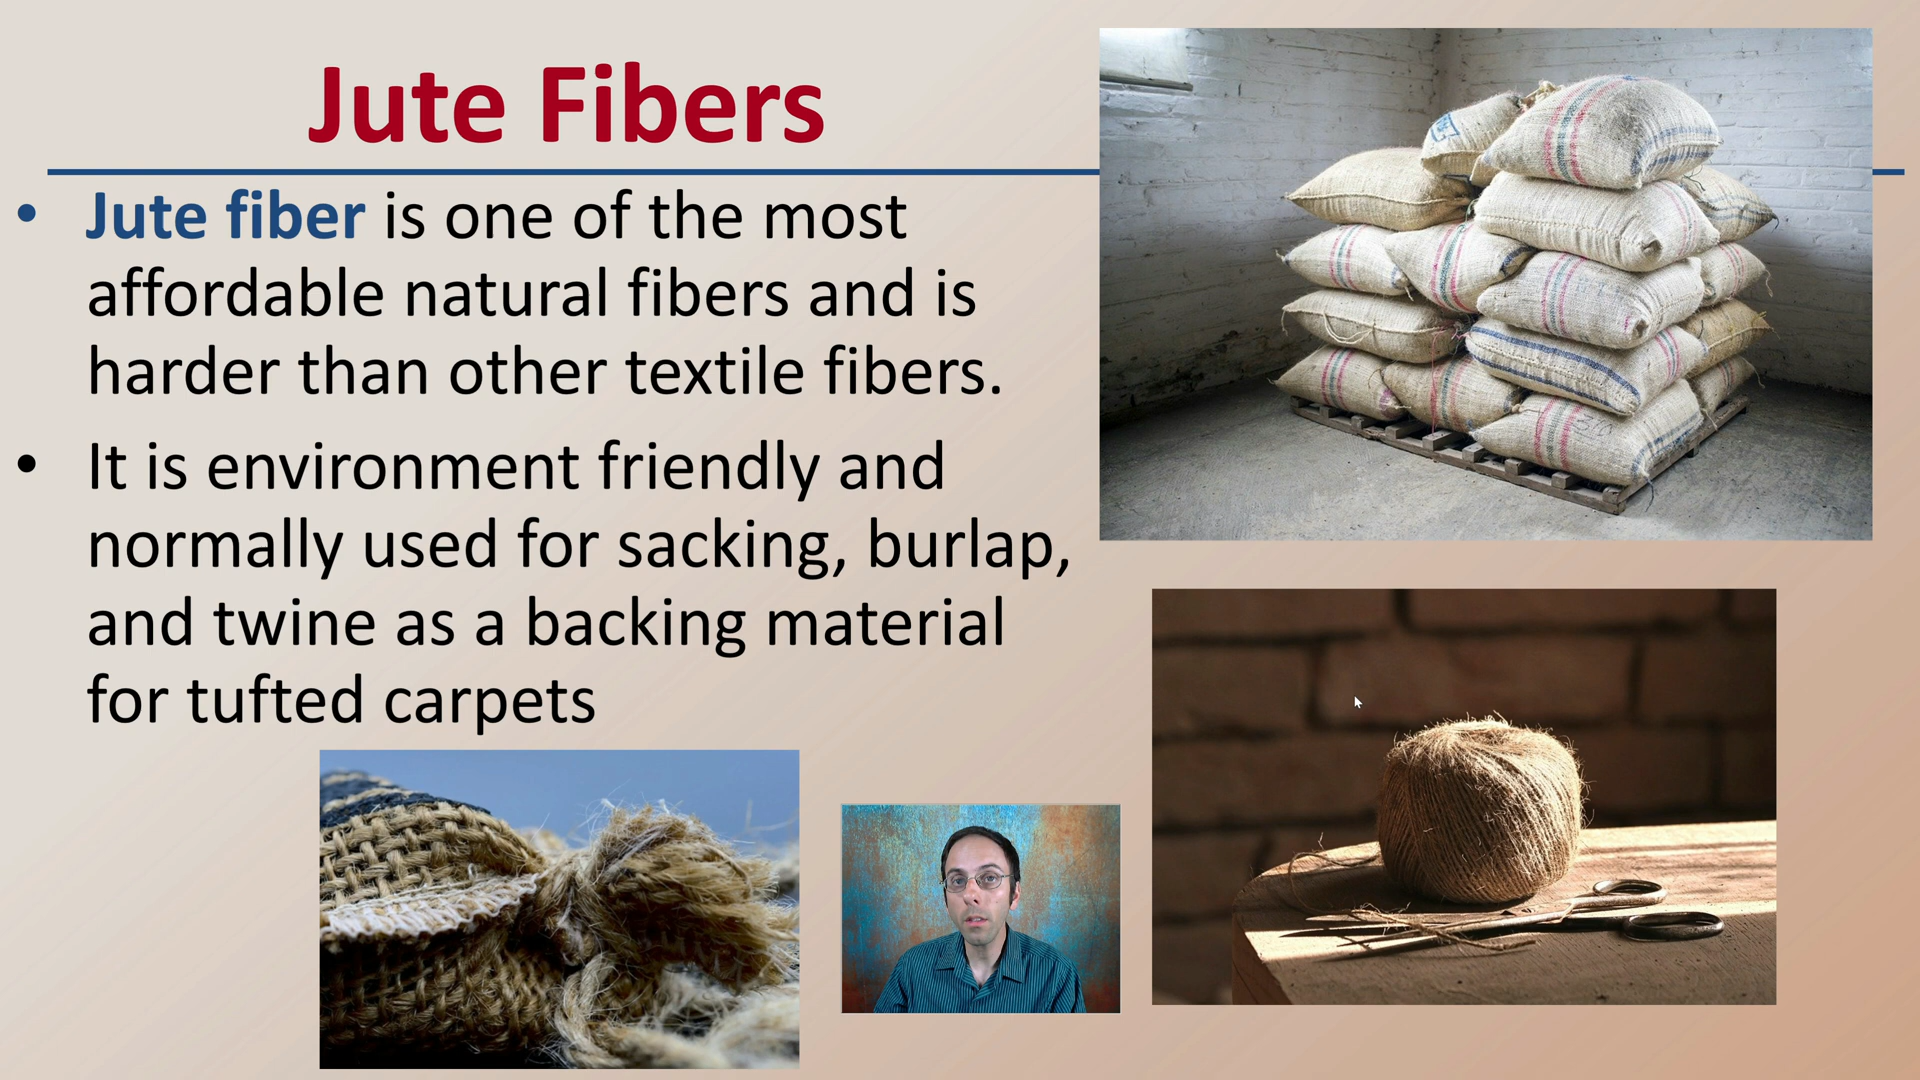 Jute Fibers
• Jute fiber is one of the most
affordable natural fibers and is
harder than other textile fibers.
• It is environment friendly and
normally used for sacking, burlap,
and twine as a backing material
for tufted carpets